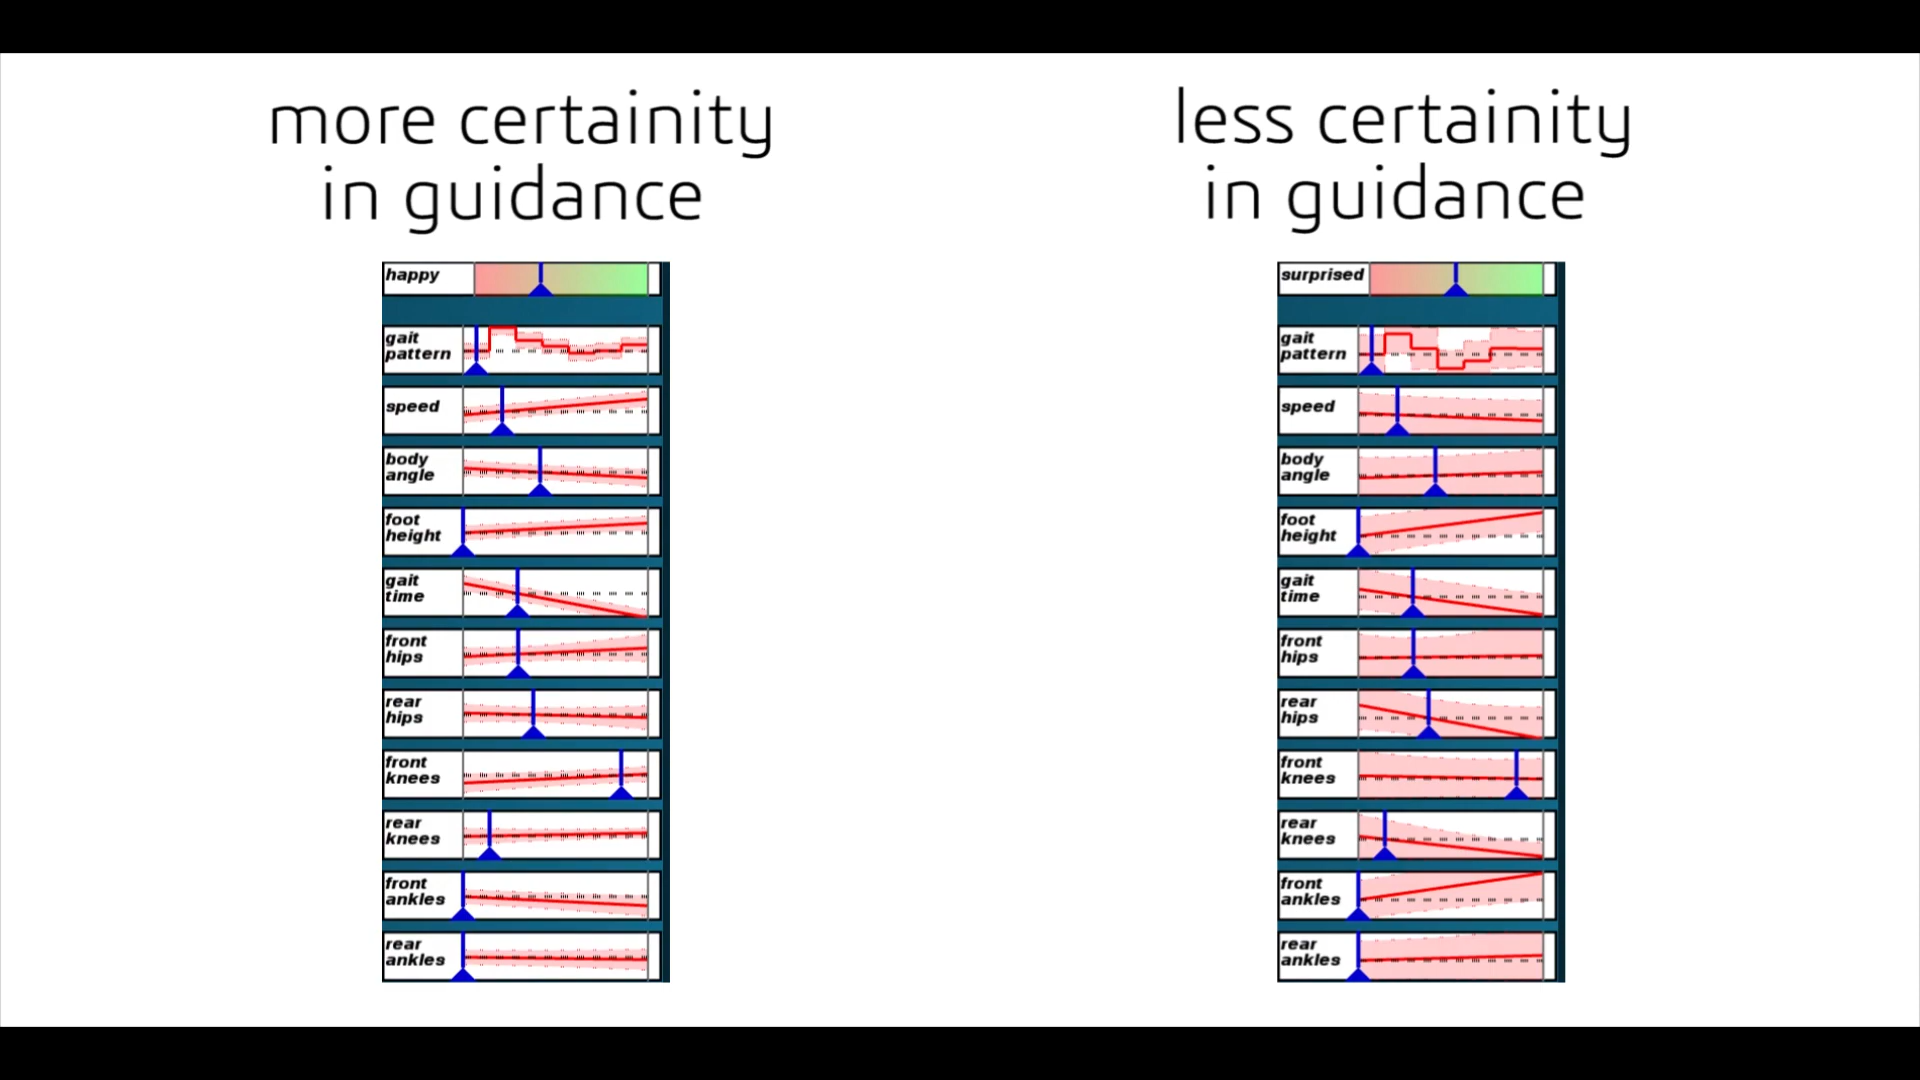 more certainity
in guidance
happy
gait
pattern
speed
body
angle
foot
height
gait
time
front
hips
rear
hips
front
knees
rear
knees
front
ankles
rear
ankles
less certainity
in guidance
surprised
gait
pattern
speed
body
angle
foot
height
gait
time
front
hips
rear
hips
front
knees
rear
knees
front
ankles
rear
ankles